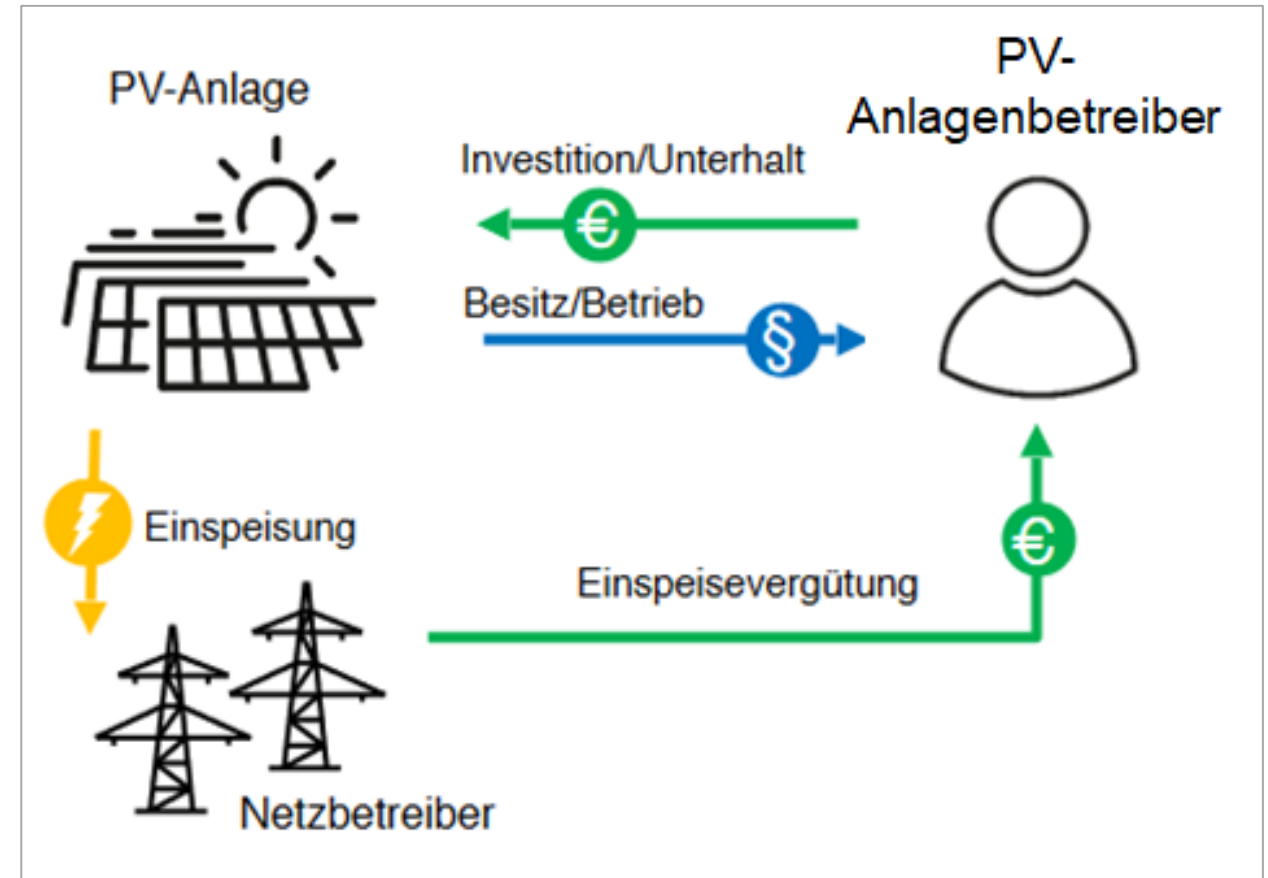 PV-Anlage
PV-
Anlagenbetreiber
Investition/Unterhalt
€
Besitz/Betrieb
§
Einspeisung
€
Einspeisevergütung
Netzbetreiber